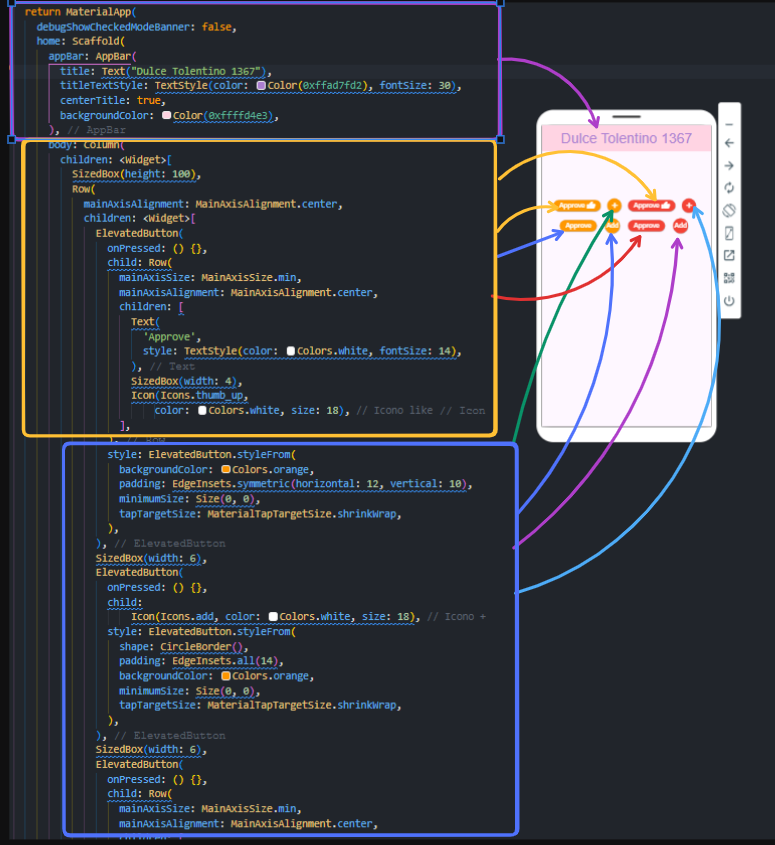 return MaterialApp(
debugShowCheckedModeBanner: false,
home: Scaffold(
appBar: AppBar(
title: Text("Dulce Tolentino 1367"),
titleTextStyle: TextStyle(color: Color(0xffad7fd2), fontSize: 30),
centerTitle: true,
backgroundColor: Color(0xffffd4e3),
), // AppBar
body: Column(
children: <Widget>[
SizedBox(height: 100),
Row(
mainAxisAlignment: MainAxisAlignment.center,
children: <Widget>[
ElevatedButton(
onPressed: () {},
child: Row(
mainAxisSize: MainAxisSize.min,
mainAxisAlignment: MainAxisAlignment.center,
children: [
Text(
'Approve',
style: TextStyle(color: Colors.white, fontSize: 14),
), // Text
SizedBox(width: 4),
Icon(Icons.thumb_up,
color: Colors.white, size: 18), // Icono like // Icon
],
), // Row
style: ElevatedButton.styleFrom(
backgroundColor: Colors.orange,
padding: EdgeInsets.symmetric(horizontal: 12, vertical: 10),
minimumSize: Size(0, 0),
tapTargetSize: MaterialTapTargetSize.shrinkWrap,
),
), // ElevatedButton
SizedBox(width: 6),
ElevatedButton(
onPressed: () {},
child:
Icon(Icons.add, color: Colors.white, size: 18), // Icono +
style: ElevatedButton.styleFrom(
shape: CircleBorder(),
padding: EdgeInsets.all(14),
backgroundColor: Colors.orange,
minimumSize: Size(0, 0),
tapTargetSize: MaterialTapTargetSize.shrinkWrap,
),
), // ElevatedButton
SizedBox(width: 6),
ElevatedButton(
onPressed: () {},
child: Row(
mainAxisSize: MainAxisSize.min,
mainAxisAlignment: MainAxisAlignment.center,
Dulce Tolentino 1367
Approve + Approve +
Approve Add Approve Add